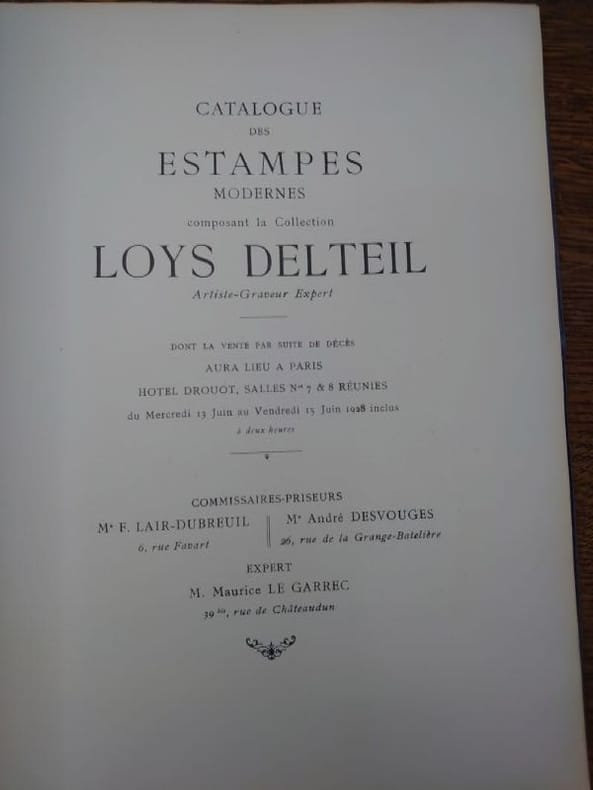 CATALOGUE
DES
ESTAMPES
MODERNES
composant la Collection
LOYS DELTEIL
Artiste-Graveur Expert
DONT LA VENTE PAR SUITE DE DÉCÈS
AURA LIEU A PARIS
HOTEL DROUOT, SALLES Nos 7 & 8 RÉUNIES
du Mercredi 13 Juin au Vendredi 15 Juin 1928 inclus
à deux heures
COMMISSAIRES-PRISEURS
Me F. LAIR-DUBREUIL
6, rue Favart
Me André DESVOUGES
26, rue de la Grange-Batelière
EXPERT
M. Maurice LE GARREC
39 bis, rue de Châteaudun